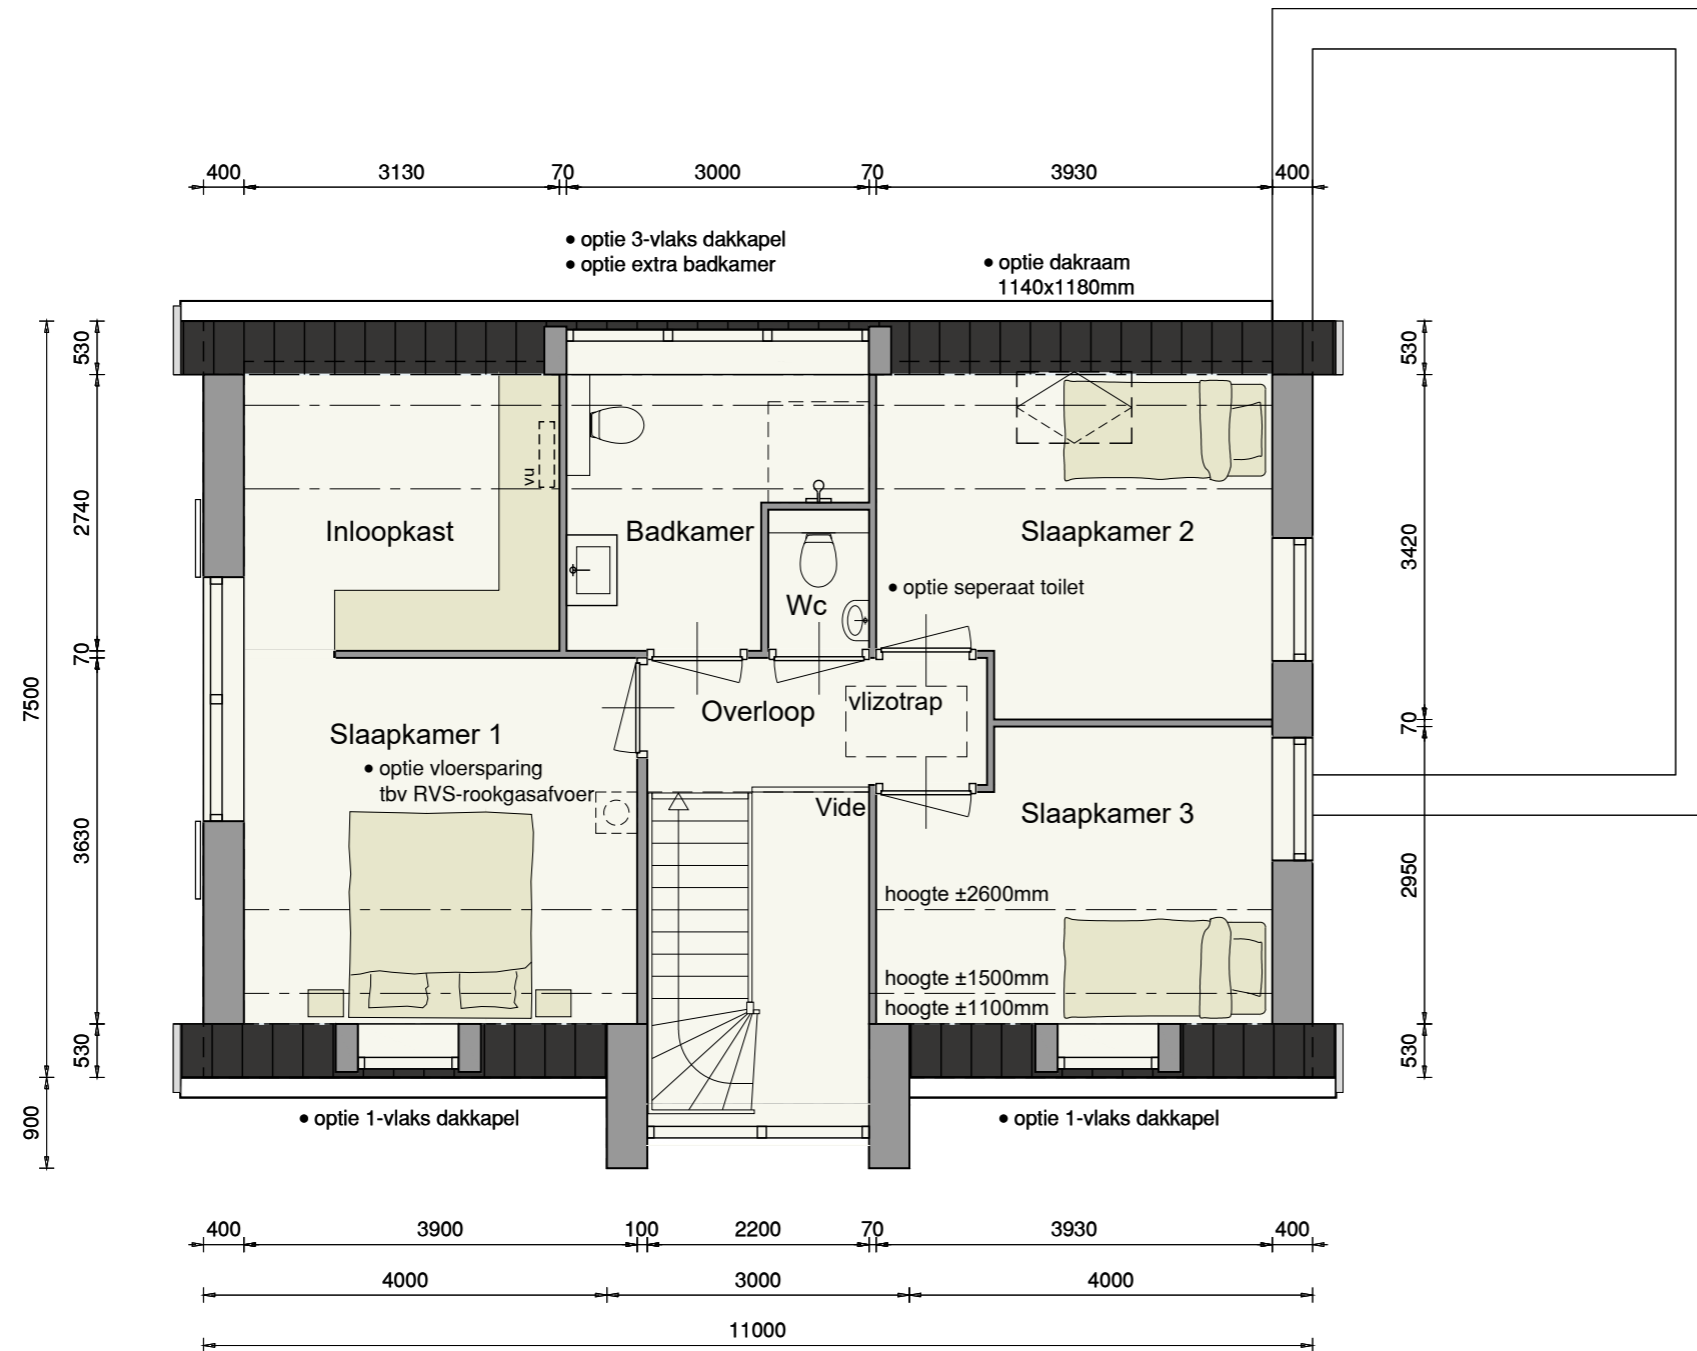 400 3130 70 3000 70 3930 400
• optie 3-vlaks dakkapel
• optie extra badkamer
• optie dakraam
1140x1180mm
530
530
2740
3420
vu
Inloopkast
Badkamer
Slaapkamer 2
• optie seperaat toilet
Wc
70
7500
Slaapkamer 1
• optie vloersparing
tbv RVS-rookgasafvoer
Overloop
vlizotrap
70
Vide
Slaapkamer 3
3630
2950
hoogte ±2600mm
hoogte ±1500mm
hoogte ±1100mm
530
530
900
• optie 1-vlaks dakkapel
• optie 1-vlaks dakkapel
400 3900 100 2200 70 3930 400
4000 3000 4000
11000